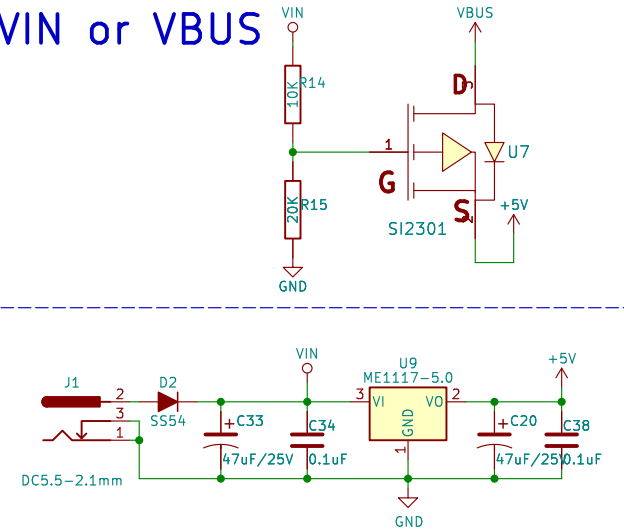 VIN or VBUS
VIN
VBUS
R14
10K
D
3
1
G
U7
R15
20K
S
2
+5V
SI2301
GND
VIN
U9
ME1117-5.0
+5V
J1
2
D2
SS54
3
1
DC5.5-2.1mm
C33
47uF/25V
C34
0.1uF
3
VI
VO
2
GND
1
C20
47uF/25V
C38
0.1uF
GND